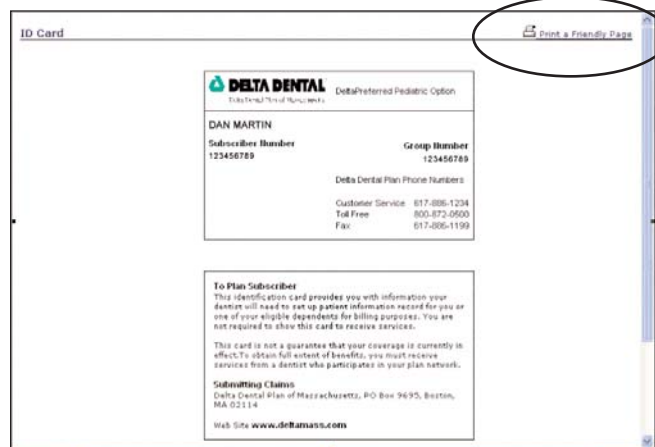 ID Card
Print a Friendly Page
DELTA DENTAL
Delta Dental Plan of Massachusetts
DeltaPreferred Pediatric Option
DAN MARTIN
Subscriber Number
Group Number
123456789
123456789
Delta Dental Plan Phone Numbers
Customer Service 617-886-1234
Toll Free 800-872-0500
Fax 617-886-1199
To Plan Subscriber
This identification card provides you with information your
dentist will need to set up patient information record for you or
one of your eligible dependents for billing purposes. You are
not required to show this card to receive services.
This card is not a guarantee that your coverage is currently in
effect.To obtain full extent of benefits, you must receive
services from a dentist who participates in your plan network.
Submitting Claims
Delta Dental Plan of Massachusetts, PO Box 9695, Boston,
MA 02114
Web Site www.deltamass.com